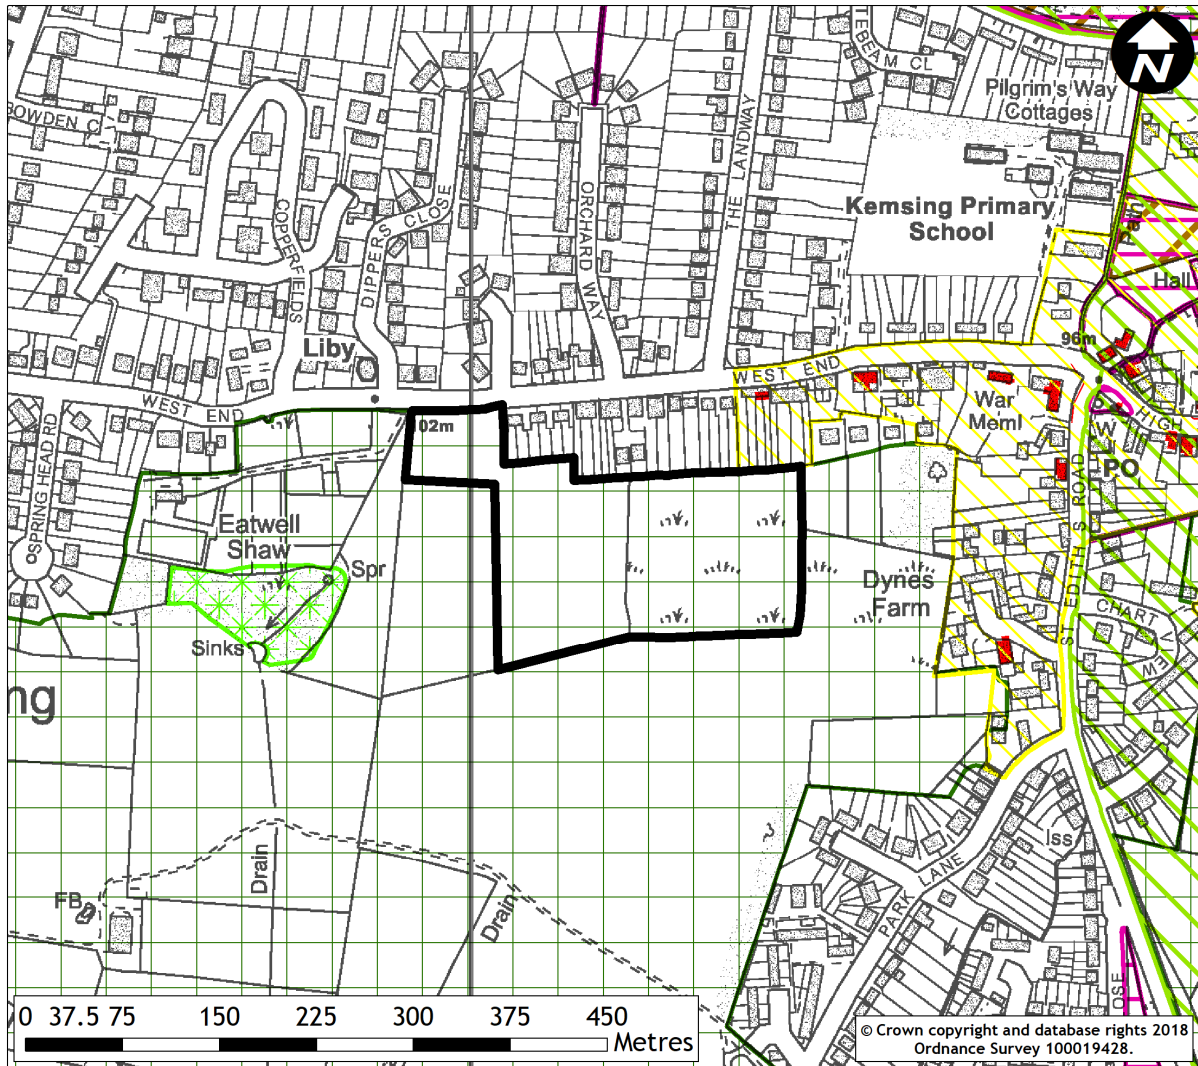 N
TEBEAM CL
Pilgrim's Way
Cottages
BOWDEN C
THE LANDWAY
COPPERFIELDS
DIPPERS CLOSE
ORCHARD WAY
Kemsing Primary
School
Hall
Liby
96m
WEST END
WEST END
02m
War
Meml
HIGH
W
PO
SPRING HEAD RD
Eatwell
Shaw
Spr
Sinks
Dynes
Farm
ST EDITH'S ROAD
CHART VIEW
ng
Drain
Drain
FB
PARK LANE
Iss
OSE
0 37.5 75 150 225 300 375 450
Metres
© Crown copyright and database rights 2018
Ordnance Survey 100019428.